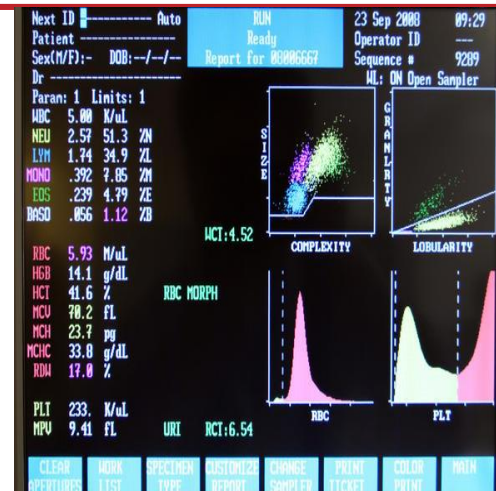 Next ID ----------- Auto
RUN
23 Sep 2008 09:29
Patient ----------------
Ready
Operator ID ---
Sex(M/F):- DOB:--/--/--
Report for 08006667
Sequence # 9289
Dr ---------------------
WL: ON Open Sampler
Param: 1 Limits: 1
WBC 5.00 K/uL
NEU 2.57 51.3 %N
LYM 1.74 34.9 %L
MONO .392 7.85 %M
EOS .239 4.79 %E
BASO .056 1.12 %B
WCT:4.52
SIZE
COMPLEXITY
GRANLRTY
LOBULARITY
RBC 5.93 M/uL
HGB 14.1 g/dL
HCT 41.6 %
RBC MORPH
MCV 70.2 fL
MCH 23.7 pg
MCHC 33.8 g/dL
RDW 17.0 %
PLT 233. K/uL
MPV 9.41 fL
URI RCT:6.54
RBC
PLT
CLEAR APERTURES
WORK LIST
SPECIMEN TYPE
CUSTOMIZE REPORT
CHANGE SAMPLER
PRINT TICKET
COLOR PRINT
MAIN